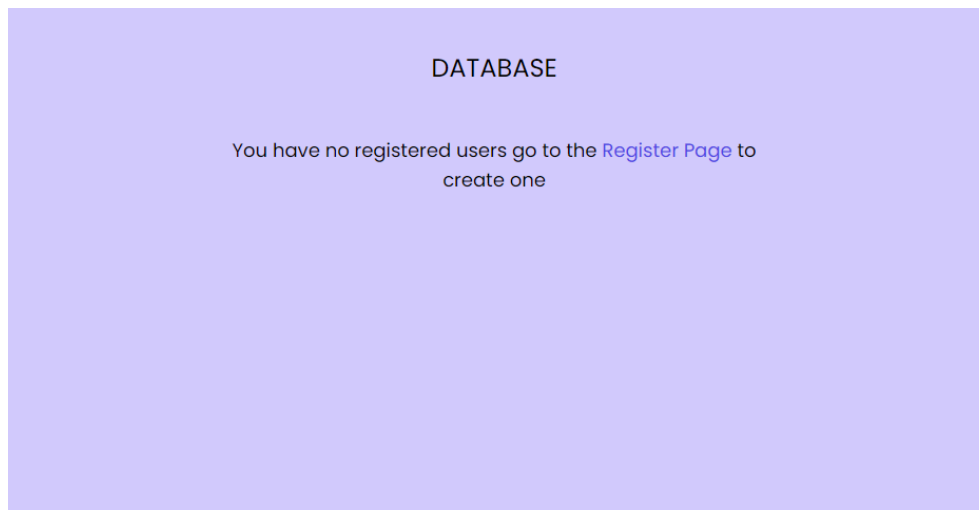 DATABASE
You have no registered users go to the Register Page to
create one